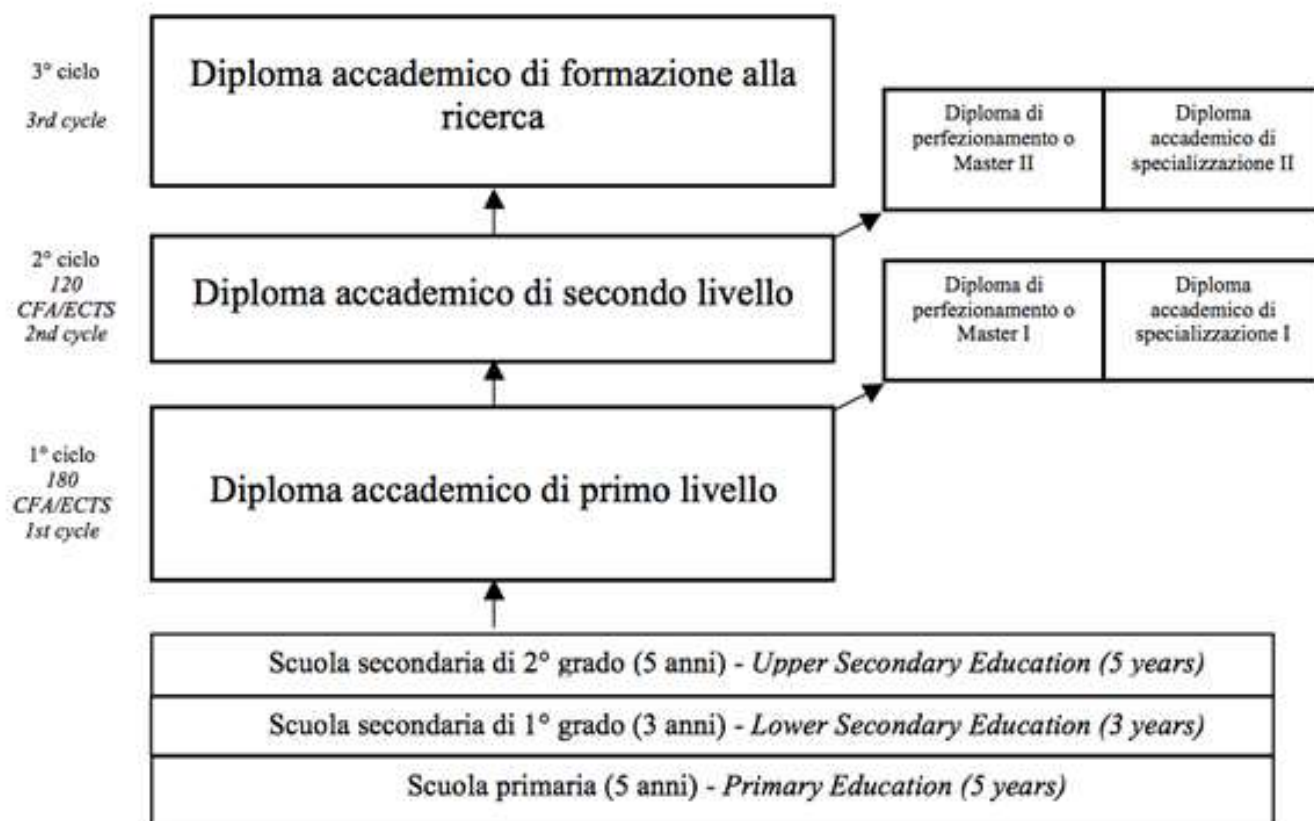 3° ciclo
3rd cycle
Diploma accademico di formazione alla
ricerca
Diploma di
perfezionamento o
Master II
Diploma
accademico di
specializzazione II
2° ciclo
120
CFA/ECTS
2nd cycle
Diploma accademico di secondo livello
Diploma di
perfezionamento o
Master I
Diploma
accademico di
specializzazione I
1° ciclo
180
CFA/ECTS
1st cycle
Diploma accademico di primo livello
Scuola secondaria di 2° grado (5 anni) - Upper Secondary Education (5 years)
Scuola secondaria di 1° grado (3 anni) - Lower Secondary Education (3 years)
Scuola primaria (5 anni) - Primary Education (5 years)